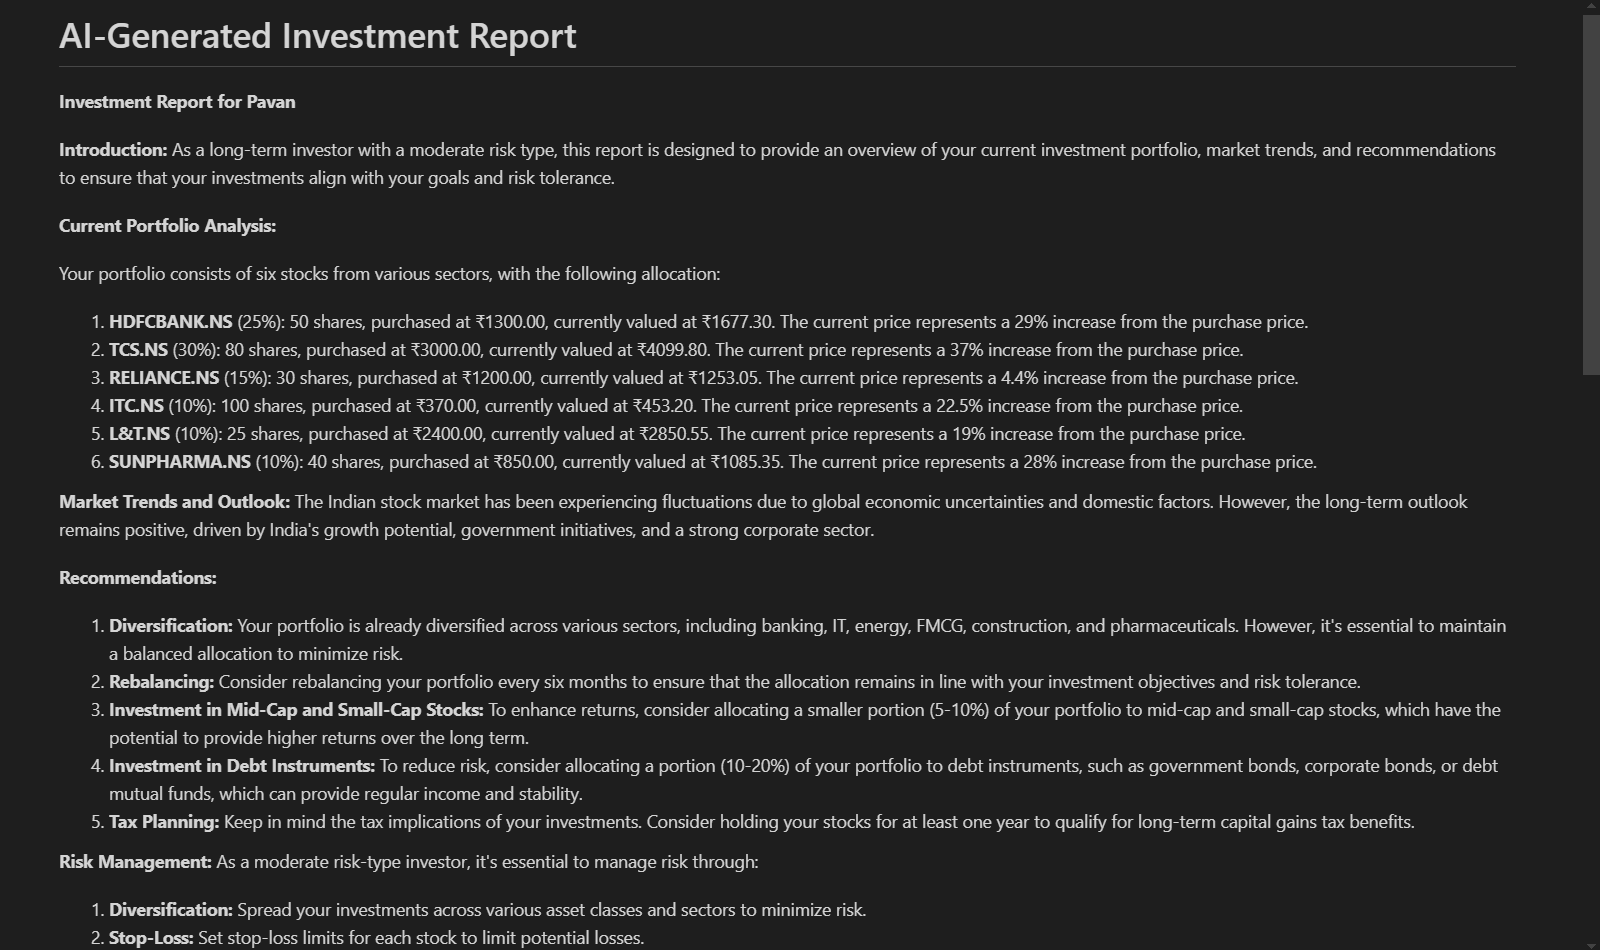 AI-Generated Investment Report
Investment Report for Pavan
Introduction: As a long-term investor with a moderate risk type, this report is designed to provide an overview of your current investment portfolio, market trends, and recommendations
to ensure that your investments align with your goals and risk tolerance.
Current Portfolio Analysis:
Your portfolio consists of six stocks from various sectors, with the following allocation:
1. HDFCBANK.NS (25%): 50 shares, purchased at ₹1300.00, currently valued at ₹1677.30. The current price represents a 29% increase from the purchase price.
2. TCS.NS (30%): 80 shares, purchased at ₹3000.00, currently valued at ₹4099.80. The current price represents a 37% increase from the purchase price.
3. RELIANCE.NS (15%): 30 shares, purchased at ₹1200.00, currently valued at ₹1253.05. The current price represents a 4.4% increase from the purchase price.
4. ITC.NS (10%): 100 shares, purchased at ₹370.00, currently valued at ₹453.20. The current price represents a 22.5% increase from the purchase price.
5. L&T.NS (10%): 25 shares, purchased at ₹2400.00, currently valued at ₹2850.55. The current price represents a 19% increase from the purchase price.
6. SUNPHARMA.NS (10%): 40 shares, purchased at ₹850.00, currently valued at ₹1085.35. The current price represents a 28% increase from the purchase price.
Market Trends and Outlook: The Indian stock market has been experiencing fluctuations due to global economic uncertainties and domestic factors. However, the long-term outlook
remains positive, driven by India's growth potential, government initiatives, and a strong corporate sector.
Recommendations:
1. Diversification: Your portfolio is already diversified across various sectors, including banking, IT, energy, FMCG, construction, and pharmaceuticals. However, it's essential to maintain
a balanced allocation to minimize risk.
2. Rebalancing: Consider rebalancing your portfolio every six months to ensure that the allocation remains in line with your investment objectives and risk tolerance.
3. Investment in Mid-Cap and Small-Cap Stocks: To enhance returns, consider allocating a smaller portion (5-10%) of your portfolio to mid-cap and small-cap stocks, which have the
potential to provide higher returns over the long term.
4. Investment in Debt Instruments: To reduce risk, consider allocating a portion (10-20%) of your portfolio to debt instruments, such as government bonds, corporate bonds, or debt
mutual funds, which can provide regular income and stability.
5. Tax Planning: Keep in mind the tax implications of your investments. Consider holding your stocks for at least one year to qualify for long-term capital gains tax benefits.
Risk Management: As a moderate risk-type investor, it's essential to manage risk through:
1. Diversification: Spread your investments across various asset classes and sectors to minimize risk.
2. Stop-Loss: Set stop-loss limits for each stock to limit potential losses.